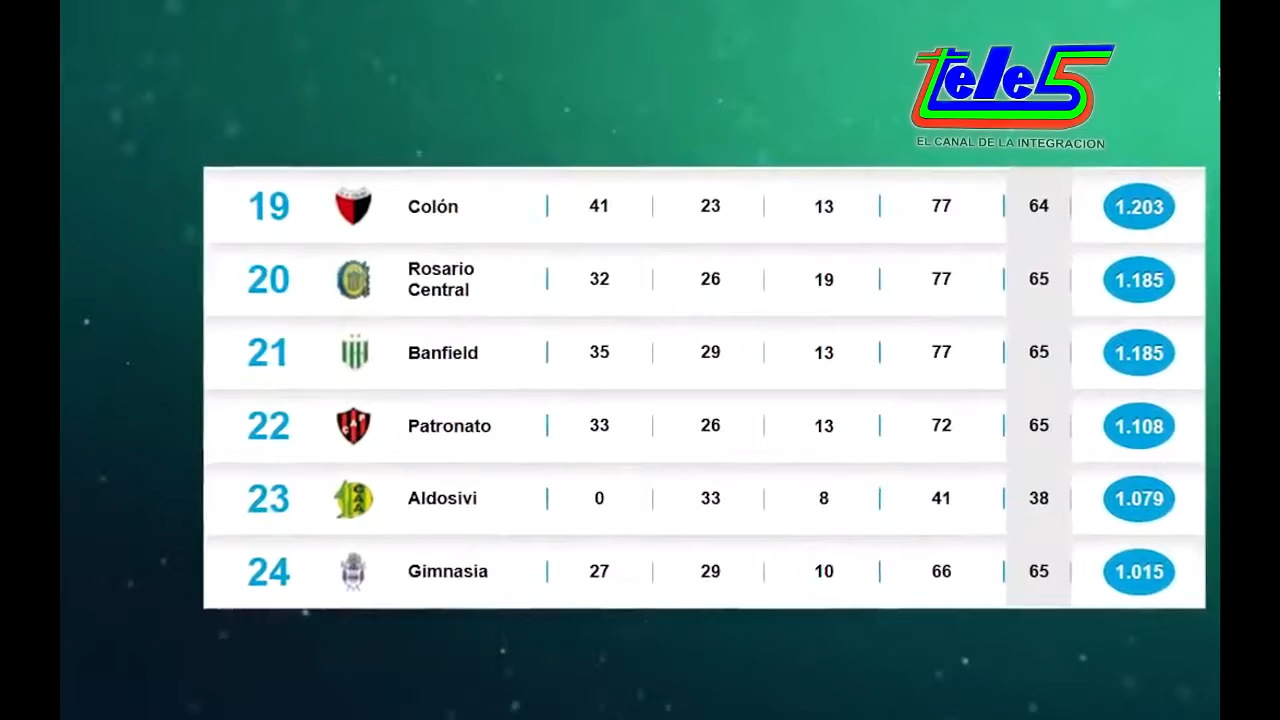 tele5
EL CANAL DE LA INTEGRACION
19 Colón 41 23 13 77 64 1.203
20 Rosario Central 32 26 19 77 65 1.185
21 Banfield 35 29 13 77 65 1.185
22 Patronato 33 26 13 72 65 1.108
23 Aldosivi 0 33 8 41 38 1.079
24 Gimnasia 27 29 10 66 65 1.015